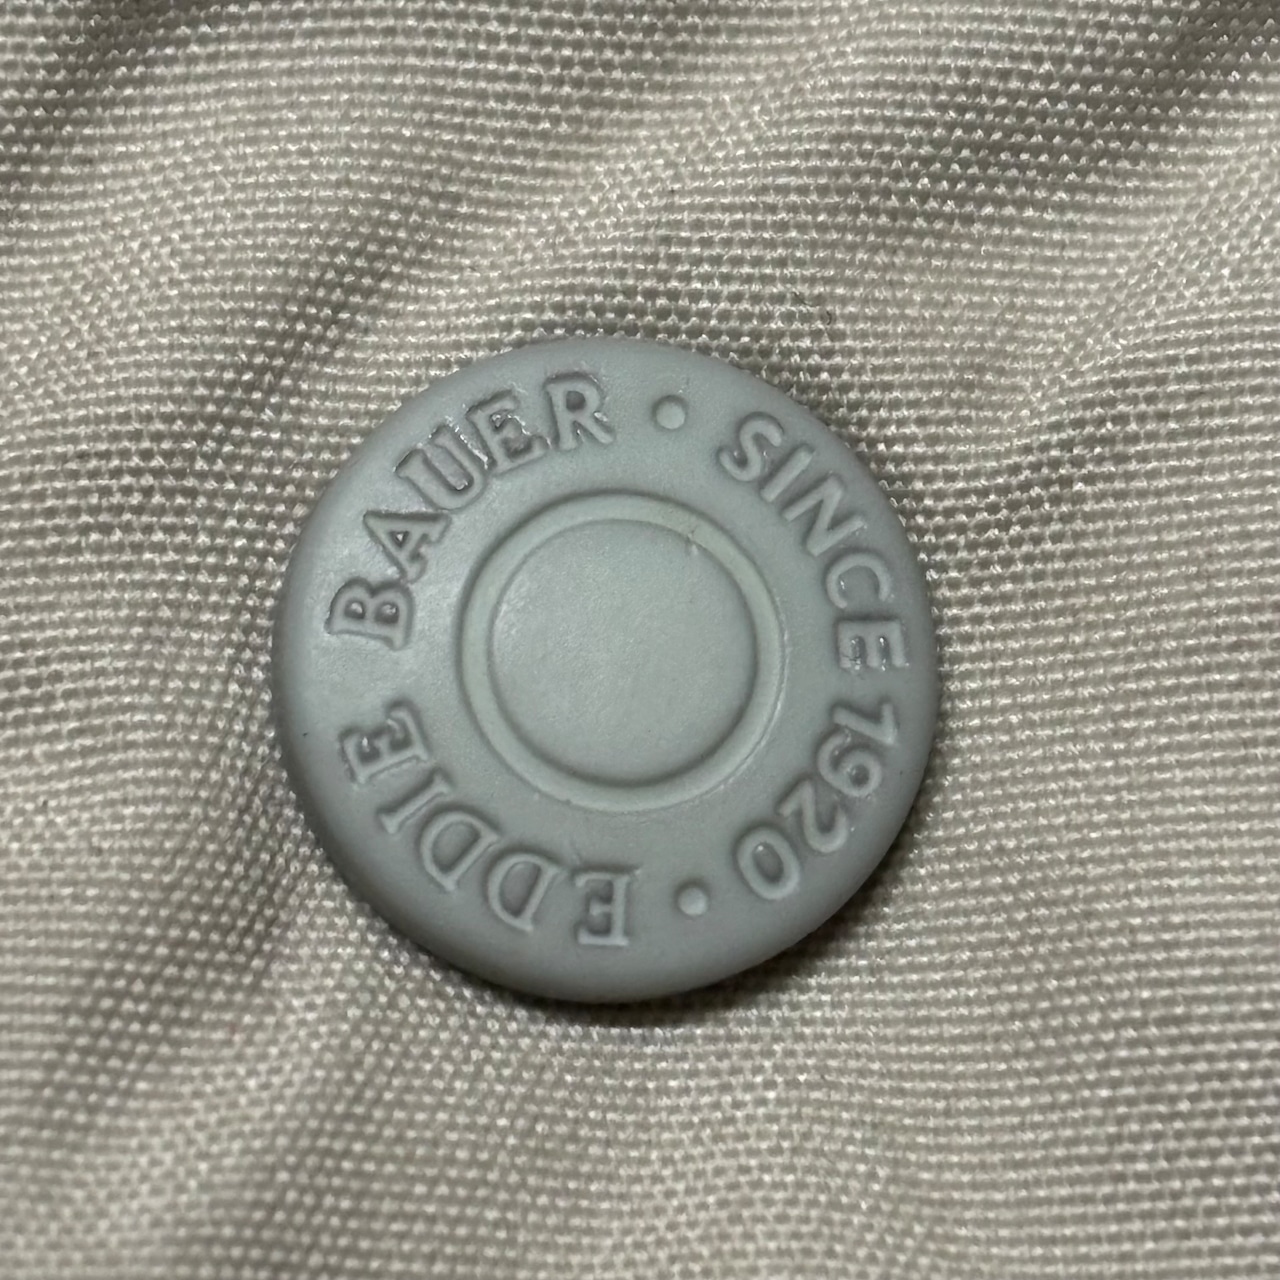 EDDIE BAUER • SINCE 1920 •